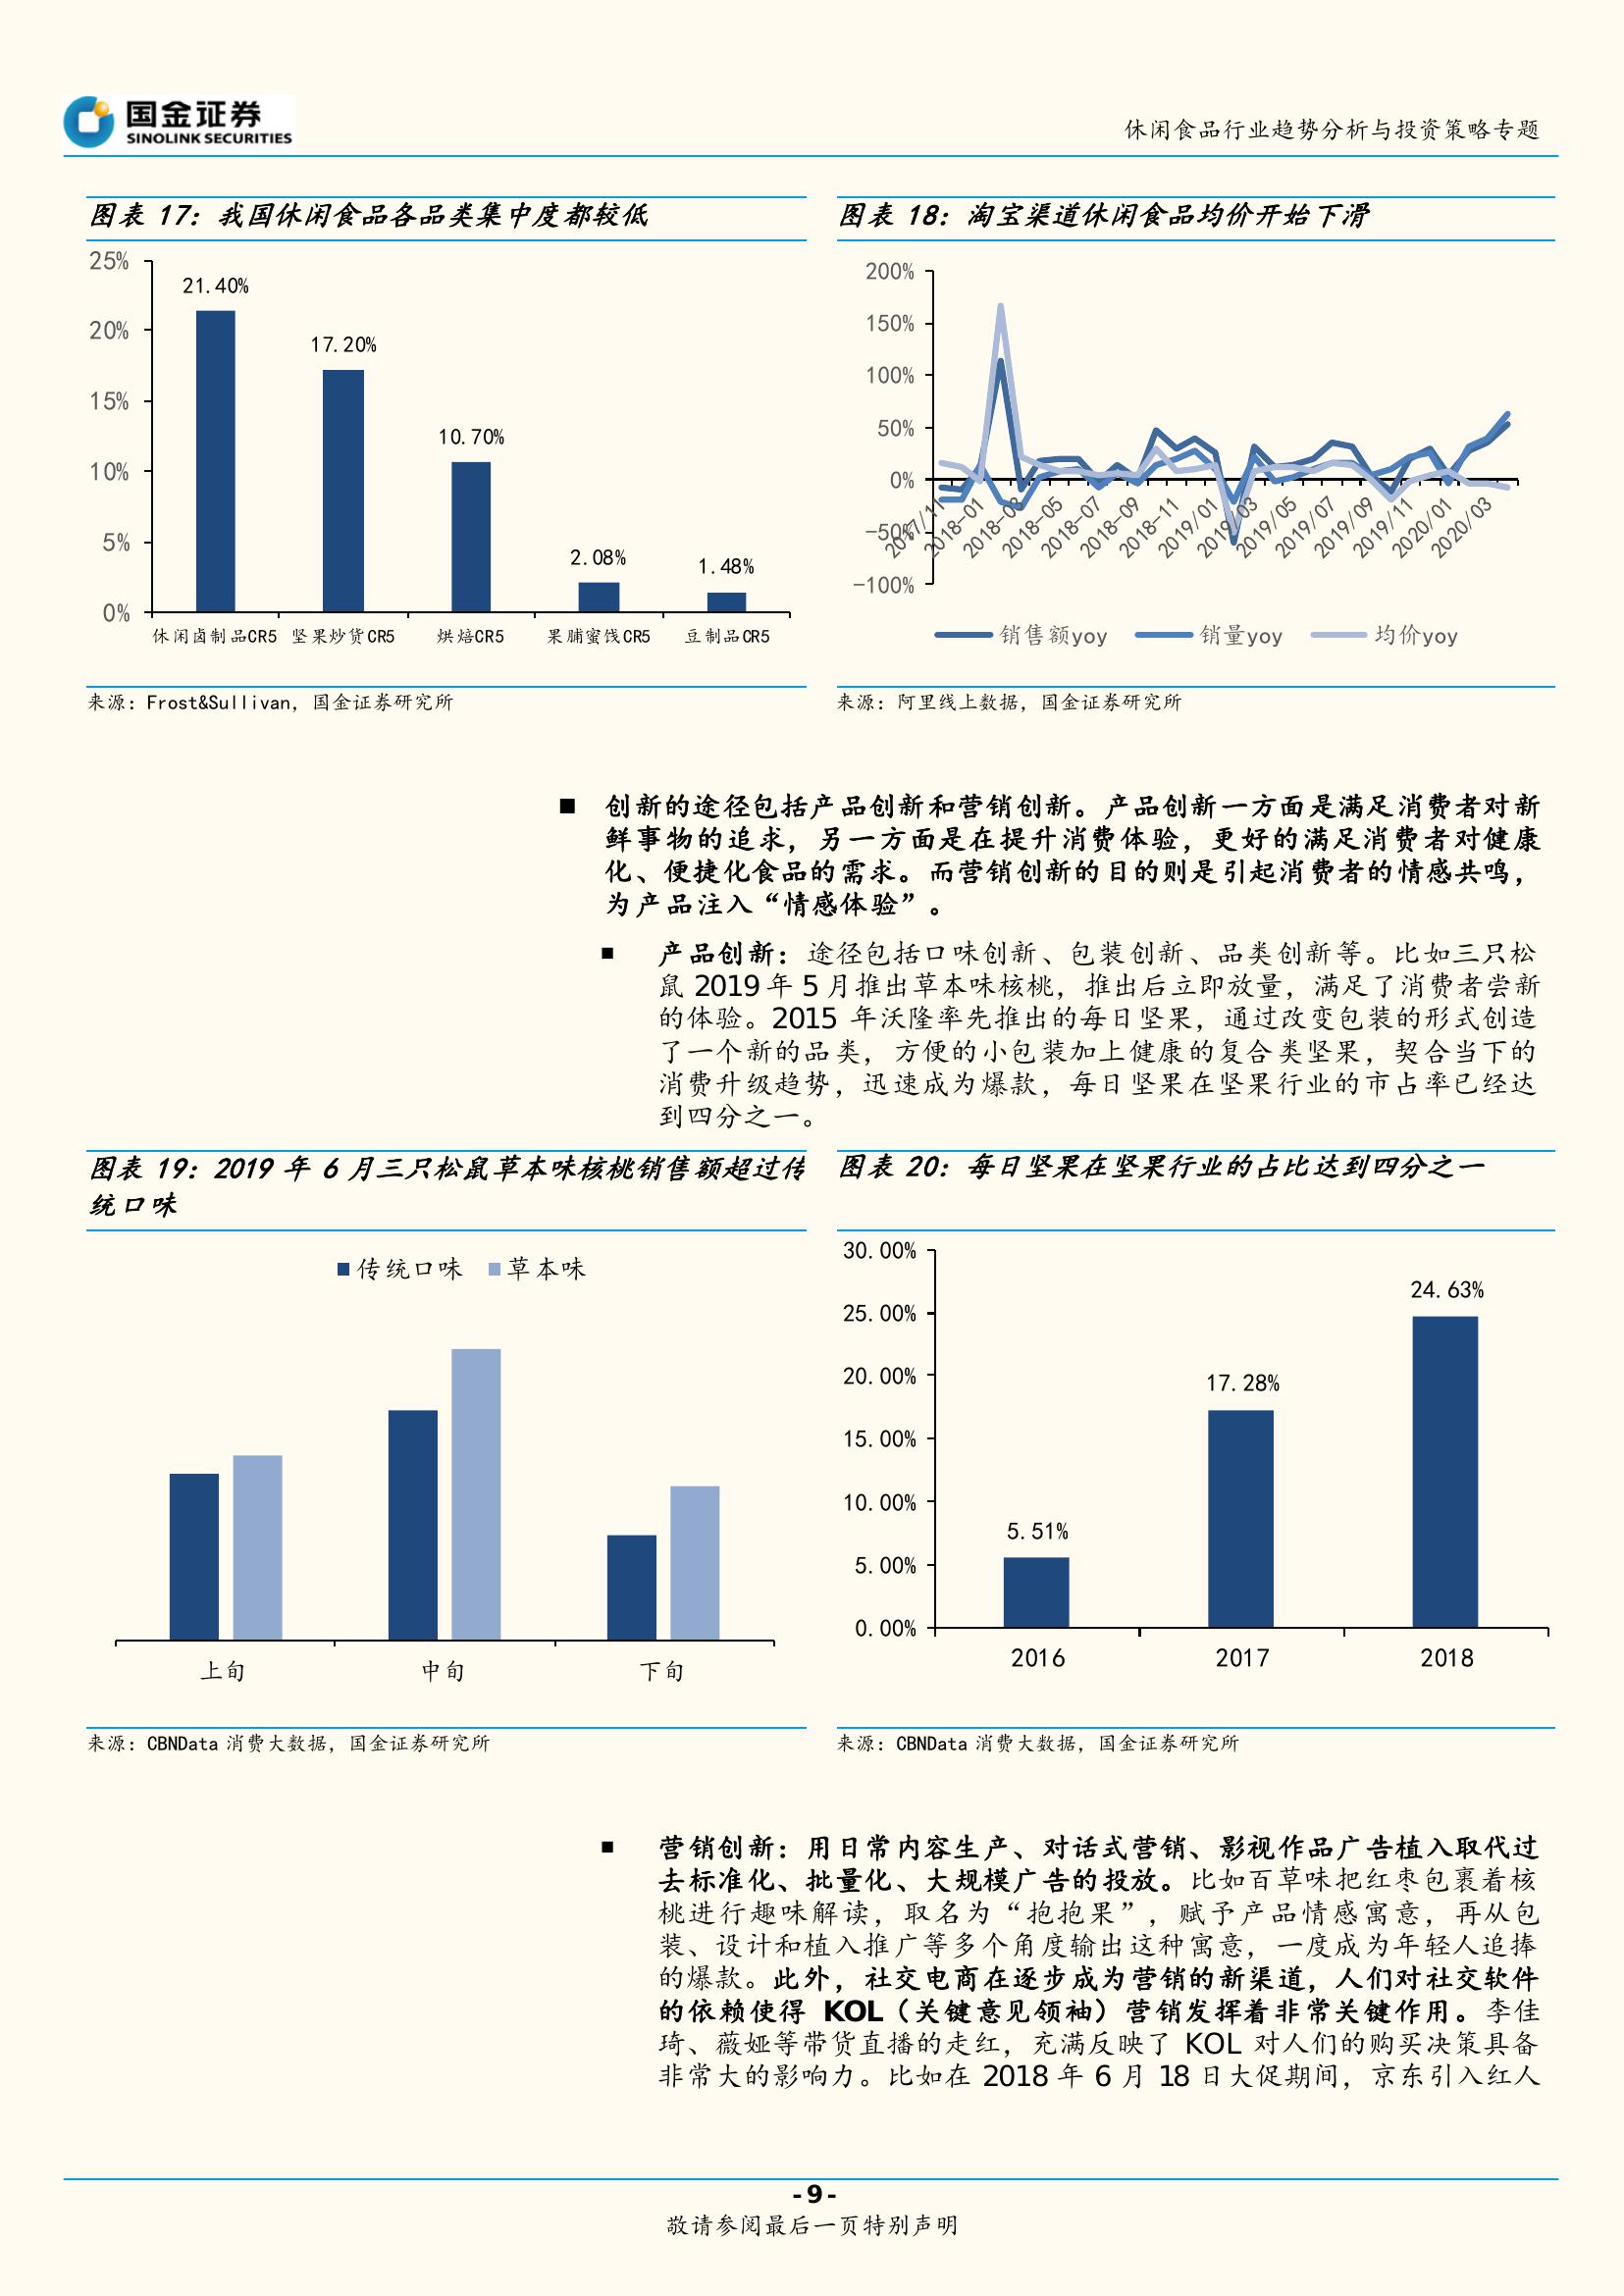 国金证券
SINOLINK SECURITIES
休闲食品行业趋势分析与投资策略专题
图表 17：我国休闲食品各品类集中度都较低
25%
20%
15%
10%
5%
0%
21.40%
17.20%
10.70%
2.08%
1.48%
休闲卤制品CR5 坚果炒货CR5 烘焙CR5 果脯蜜饯CR5 豆制品CR5
来源：Frost&Sullivan，国金证券研究所
图表 18：淘宝渠道休闲食品均价开始下滑
200%
150%
100%
50%
0%
-50%
-100%
2017/11 2018-01 2018-03 2018-05 2018-07 2018-09 2018-11 2019/01 2019/03 2019/05 2019/07 2019/09 2019/11 2020/01 2020/03
销售额yoy 销量yoy 均价yoy
来源：阿里线上数据，国金证券研究所
■ 创新的途径包括产品创新和营销创新。产品创新一方面是满足消费者对新
鲜事物的追求，另一方面是在提升消费体验，更好的满足消费者对健康
化、便捷化食品的需求。而营销创新的目的则是引起消费者的情感共鸣，
为产品注入“情感体验”。
■ 产品创新：途径包括口味创新、包装创新、品类创新等。比如三只松
鼠 2019 年 5 月推出草本味核桃，推出后立即放量，满足了消费者尝新
的体验。2015 年沃隆率先推出的每日坚果，通过改变包装的形式创造
了一个新的品类，方便的小包装加上健康的复合类坚果，契合当下的
消费升级趋势，迅速成为爆款，每日坚果在坚果行业的市占率已经达
到四分之一。
图表 19：2019 年 6 月三只松鼠草本味核桃销售额超过传
统口味
传统口味 草本味
上旬 中旬 下旬
来源：CBNData 消费大数据，国金证券研究所
图表 20：每日坚果在坚果行业的占比达到四分之一
30.00%
25.00%
20.00%
15.00%
10.00%
5.00%
0.00%
5.51%
17.28%
24.63%
2016 2017 2018
来源：CBNData 消费大数据，国金证券研究所
■ 营销创新：用日常内容生产、对话式营销、影视作品广告植入取代过
去标准化、批量化、大规模广告的投放。比如百草味把红枣包裹着核
桃进行趣味解读，取名为“抱抱果”，赋予产品情感寓意，再从包
装、设计和植入推广等多个角度输出这种寓意，一度成为年轻人追捧
的爆款。此外，社交电商在逐步成为营销的新渠道，人们对社交软件
的依赖使得 KOL（关键意见领袖）营销发挥着非常关键作用。李佳
琦、薇娅等带货直播的走红，充满反映了 KOL 对人们的购买决策具备
非常大的影响力。比如在 2018 年 6 月 18 日大促期间，京东引入红人
- 9 -
敬请参阅最后一页特别声明